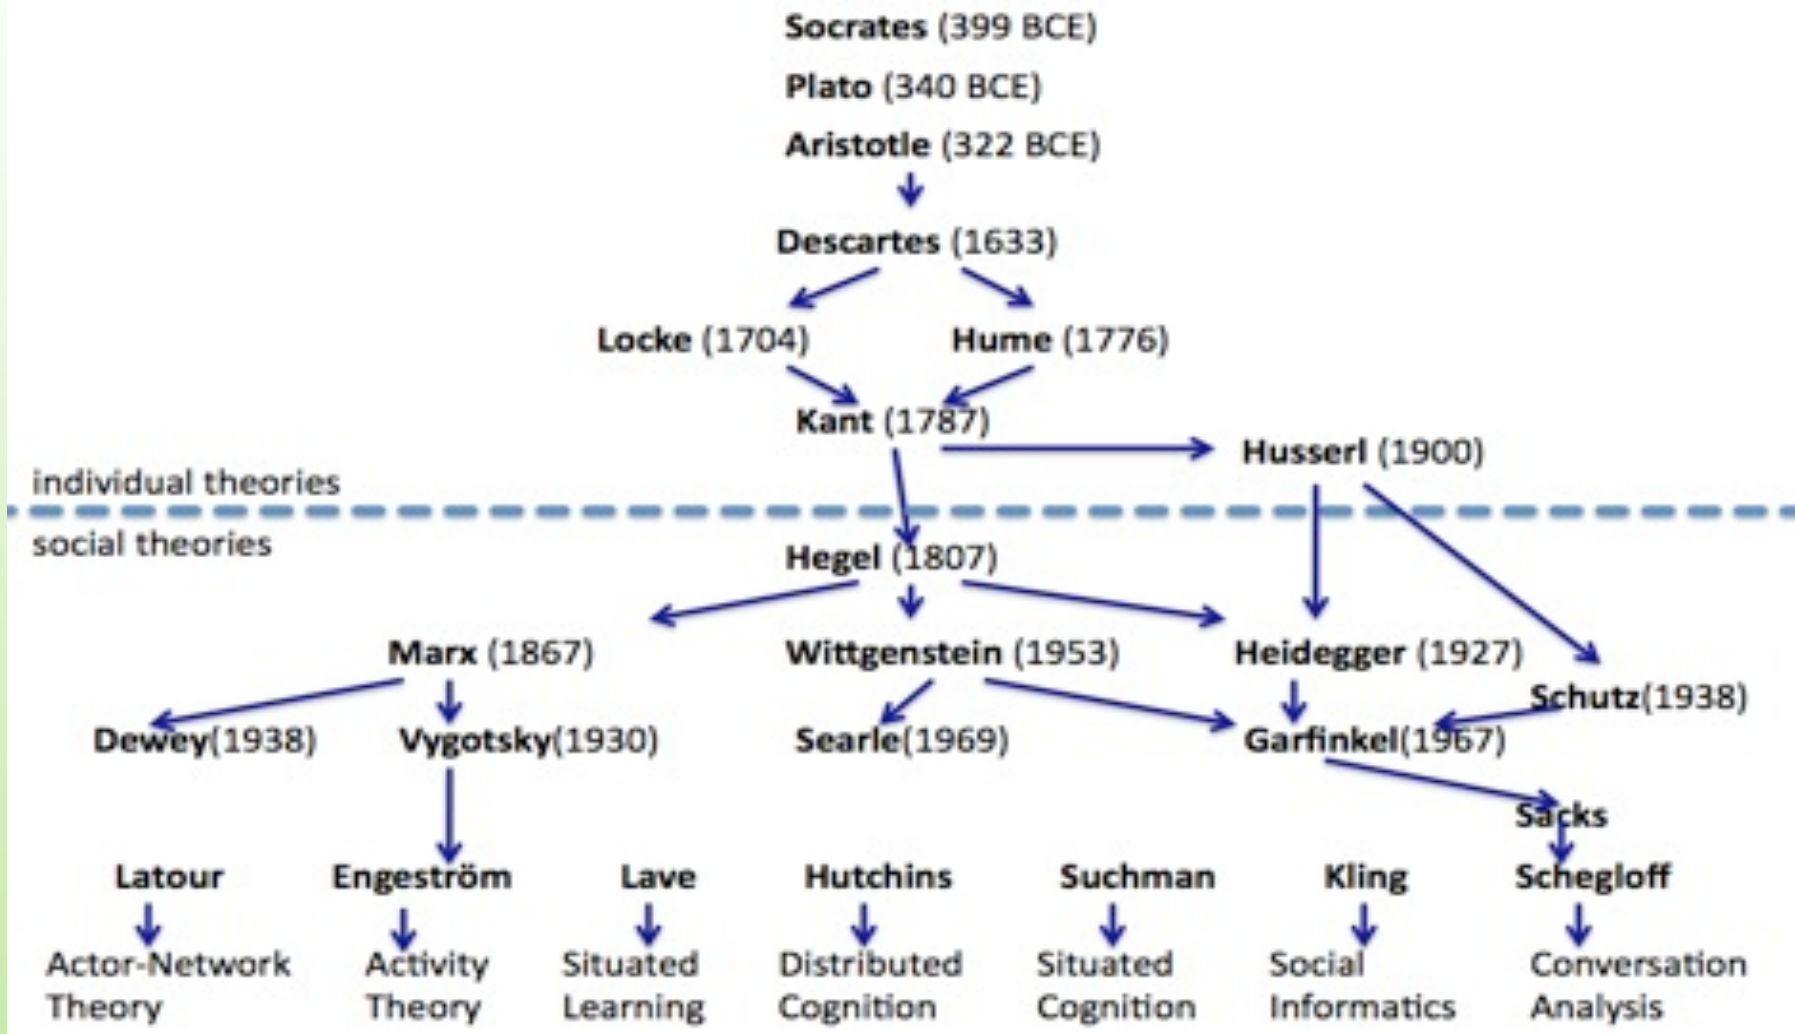 Socrates (399 BCE)
Plato (340 BCE)
Aristotle (322 BCE)
Descartes (1633)
Locke (1704)
Hume (1776)
Kant (1787)
Husserl (1900)
individual theories
social theories
Hegel (1807)
Marx (1867)
Wittgenstein (1953)
Heidegger (1927)
Schutz(1938)
Dewey(1938)
Vygotsky(1930)
Searle(1969)
Garfinkel(1967)
Sacks
Latour
Engeström
Lave
Hutchins
Suchman
Kling
Schegloff
Actor-Network
Theory
Activity
Theory
Situated
Learning
Distributed
Cognition
Situated
Cognition
Social
Informatics
Conversation
Analysis